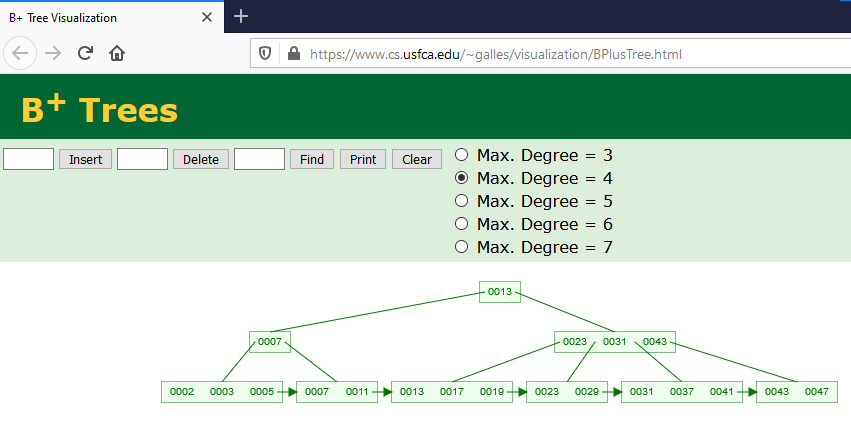 B+ Tree Visualization
https://www.cs.usfca.edu/~galles/visualization/BPlusTree.html
B+ Trees
Insert Delete Find Print Clear
Max. Degree = 3
Max. Degree = 4
Max. Degree = 5
Max. Degree = 6
Max. Degree = 7
0013
0007 0023 0031 0043
0002 0003 0005 0007 0011 0013 0017 0019 0023 0029 0031 0037 0041 0043 0047